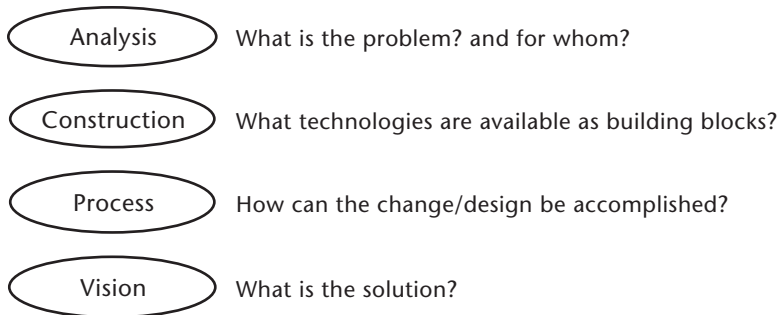 Analysis What is the problem? and for whom?
Construction What technologies are available as building blocks?
Process How can the change/design be accomplished?
Vision What is the solution?